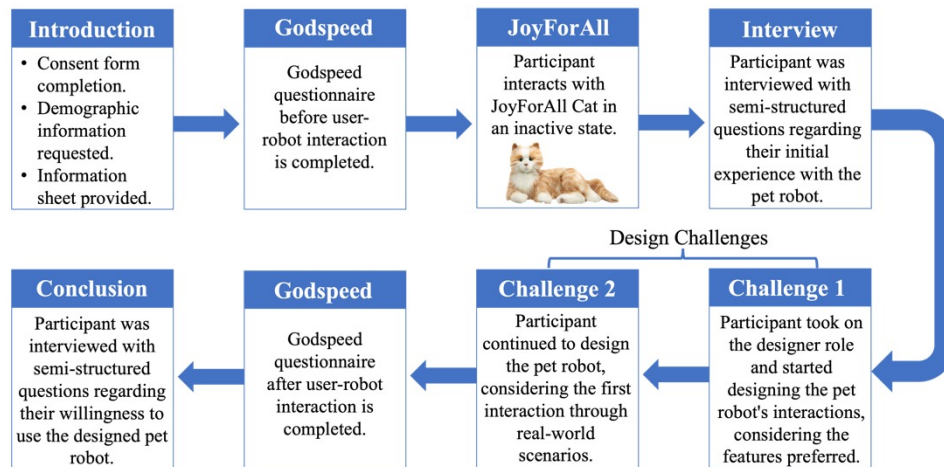 Introduction
• Consent form
completion.
• Demographic
information
requested.
• Information
sheet provided.
Godspeed
Godspeed
questionnaire
before user-
robot interaction
is completed.
JoyForAll
Participant
interacts with
JoyForAll Cat in
an inactive state.
Interview
Participant was
interviewed with
semi-structured
questions regarding
their initial
experience with the
pet robot.
Design Challenges
Challenge 1
Participant took on
the designer role
and started
designing the pet
robot's interactions,
considering the
features preferred.
Challenge 2
Participant
continued to design
the pet robot,
considering the first
interaction through
real-world
scenarios.
Godspeed
Godspeed
questionnaire
after user-robot
interaction is
completed.
Conclusion
Participant was
interviewed with
semi-structured
questions regarding
their willingness to
use the designed pet
robot.